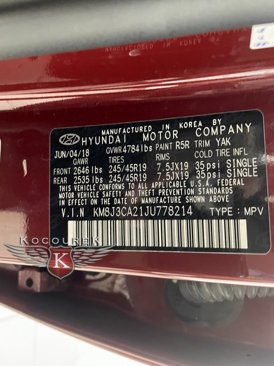 MANUFACTURED IN KOREA
HYUNDAI MOTOR COMPANY
JUN/04/18 GVWR4784lbs PAINT R5R TRIM YAK
GAWR TIRES RIMS COLD TIRE INFL
FRONT 2646 lbs 245/45R19 7.5JX19 35psi SINGLE
REAR 2535 lbs 245/45R19 7.5JX19 35psi SINGLE
THIS VEHICLE CONFORMS TO ALL APPLICABLE U.S.A. FEDERAL
MOTOR VEHICLE SAFETY, BUMPER, AND THEFT PREVENTION
STANDARDS IN EFFECT ON THE DATE OF MANUFACTURE SHOWN ABOVE.
V.I.N KM8J3CA21JU778214 TYPE : MPV
KOCOUREK
K